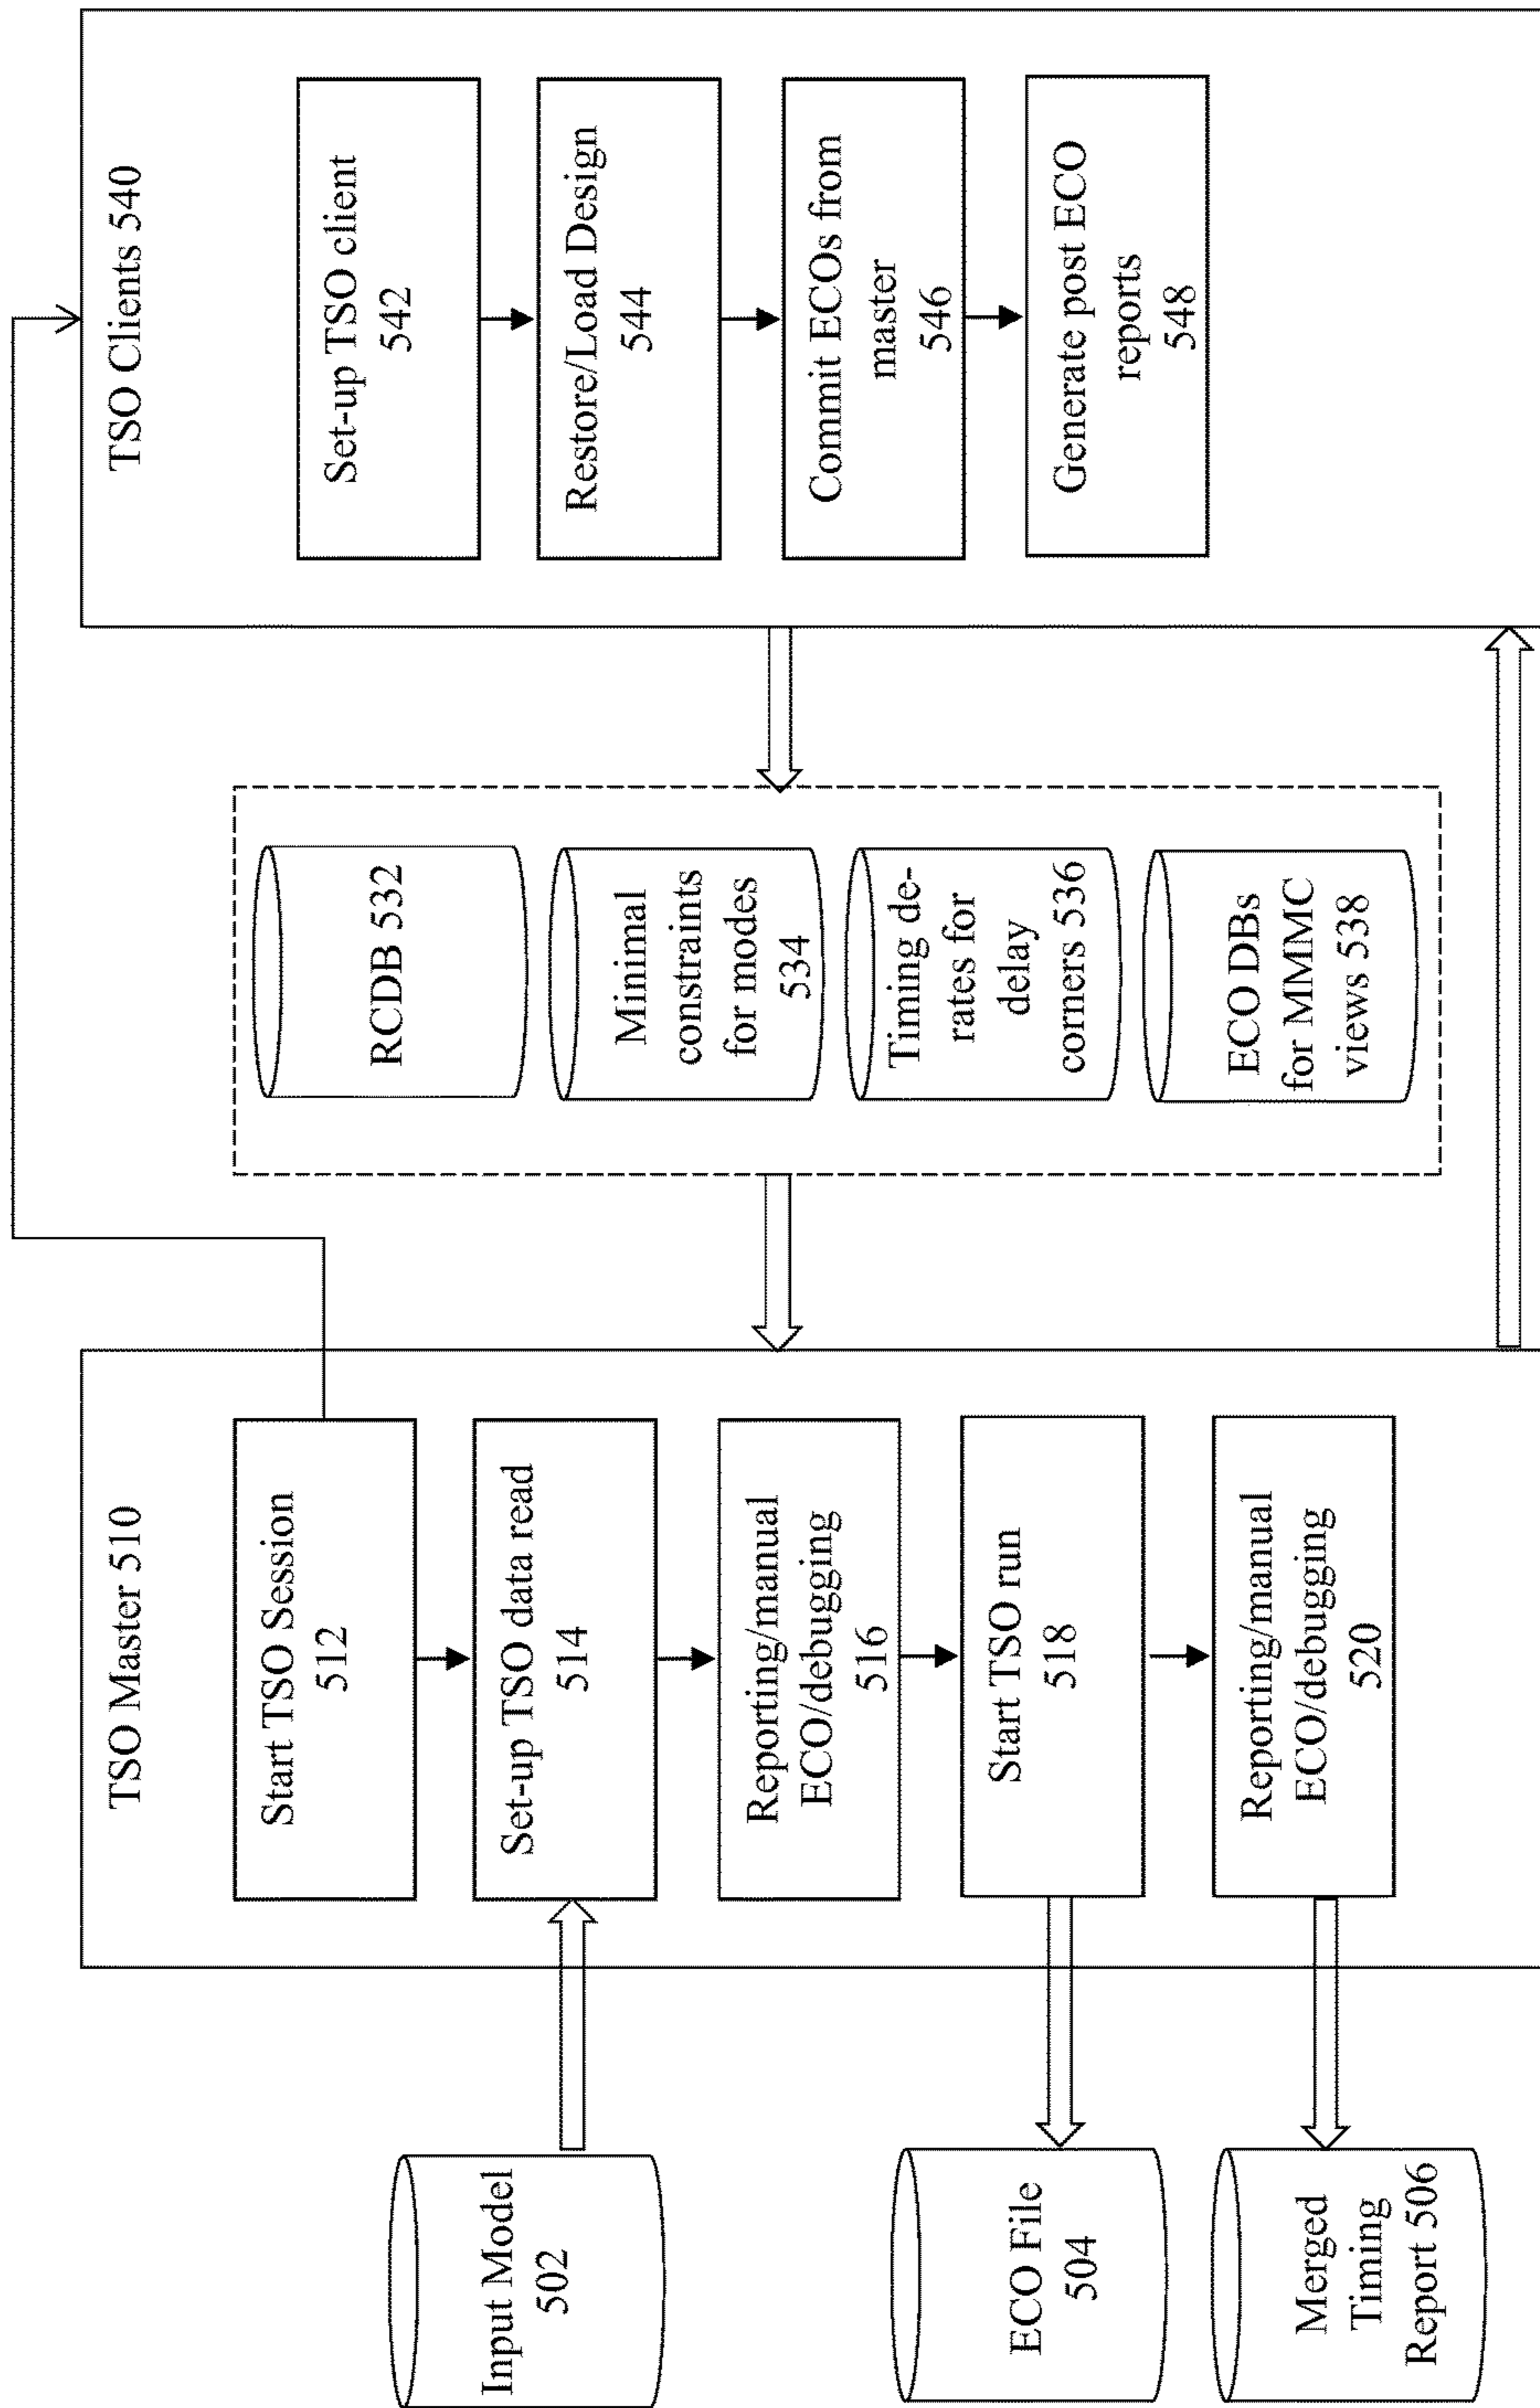 Input Model
502
ECO File
504
Merged
Timing
Report 506
TSO Master 510
Start TSO Session
512
Set-up TSO data read
514
Reporting/manual
ECO/debugging
516
Start TSO run
518
Reporting/manual
ECO/debugging
520
RCDB 532
Minimal
constraints
for modes
534
Timing de-
rates for
delay
corners 536
ECO DBs
for MMMC
views 538
TSO Clients 540
Set-up TSO client
542
Restore/Load Design
544
Commit ECOs from
master
546
Generate post ECO
reports
548